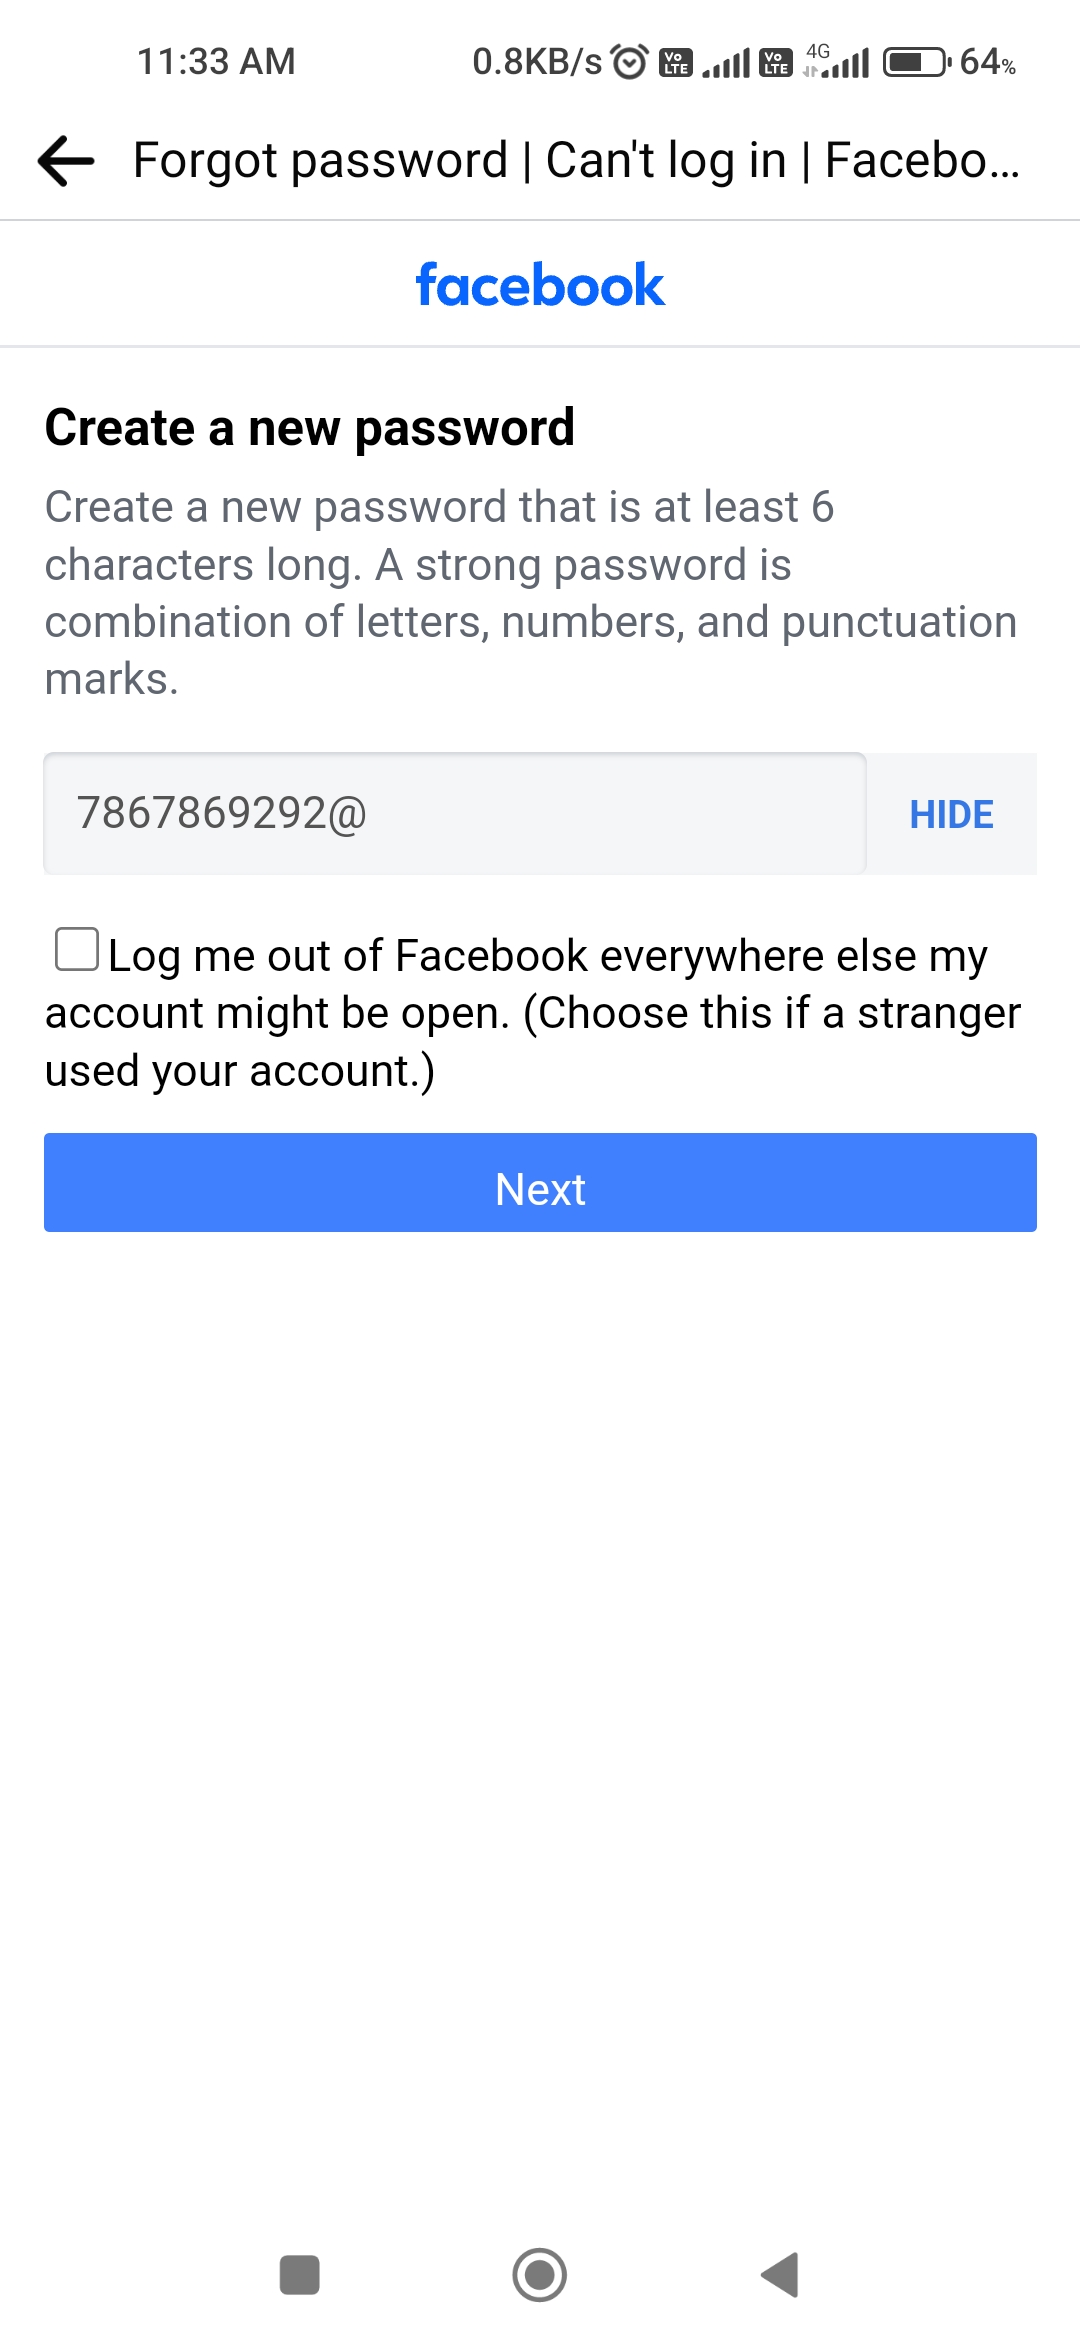 11:33 AM 0.8KB/s Vo LTE Vo LTE 4G 64%
Forgot password | Can't log in | Facebo...
facebook
Create a new password
Create a new password that is at least 6
characters long. A strong password is
combination of letters, numbers, and punctuation
marks.
7867869292@ HIDE
Log me out of Facebook everywhere else my
account might be open. (Choose this if a stranger
used your account.)
Next